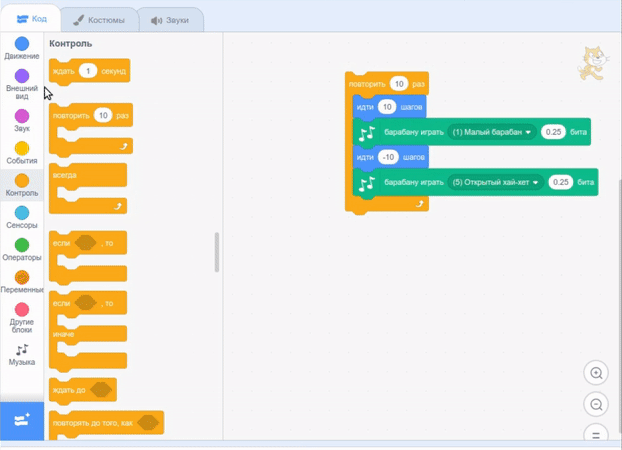 Код
Костюмы
Звуки
Движение
Внешний
вид
Звук
События
Контроль
Сенсоры
Операторы
Переменные
Другие
блоки
Музыка
Контроль
ждать 1 секунд
повторить 10 раз
всегда
если , то
если , то
иначе
ждать до
повторять до того, как
повторить 10 раз
идти 10 шагов
барабану играть (1) Малый барабан 0.25 бита
идти -10 шагов
барабану играть (5) Открытый хай-хет 0.25 бита